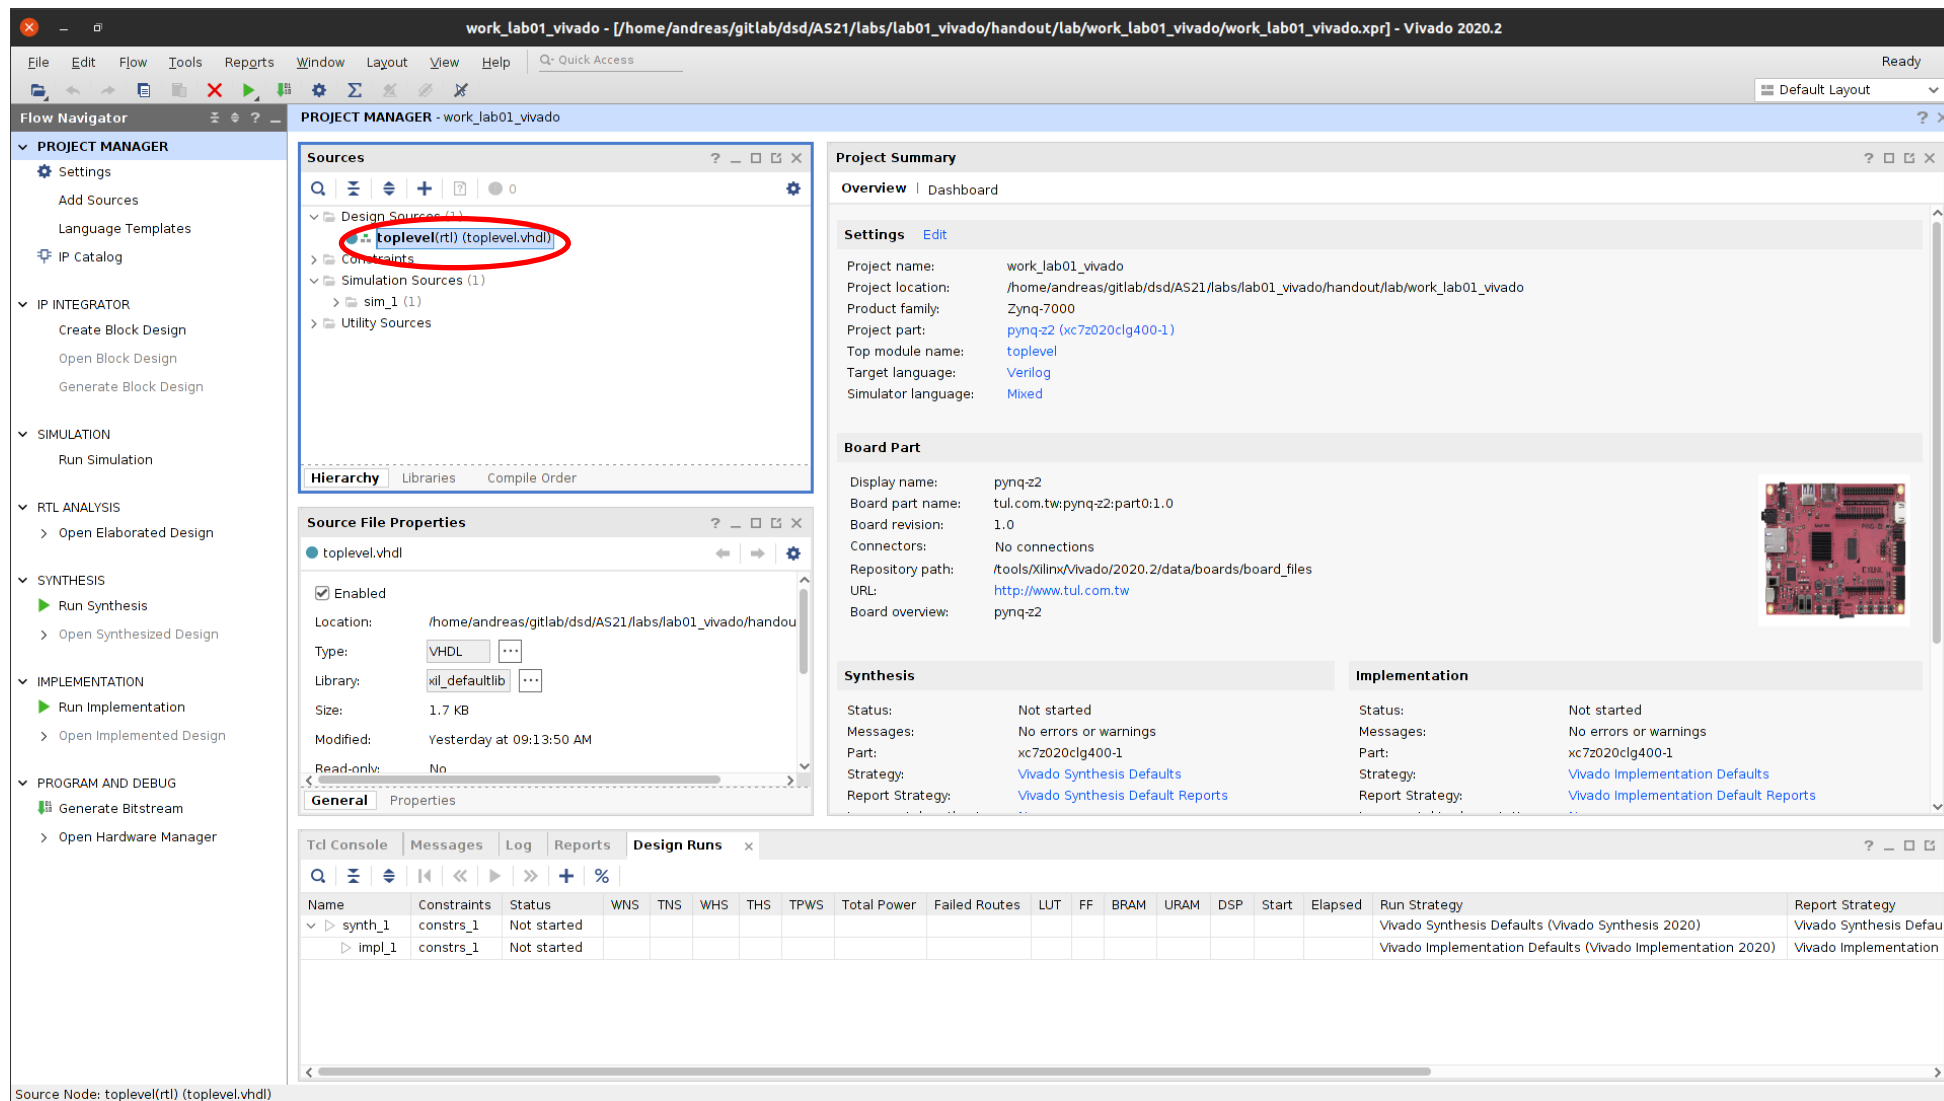 work_lab01_vivado - [/home/andreas/gitlab/dsd/AS21/labs/lab01_vivado/handout/lab/work_lab01_vivado/work_lab01_vivado.xpr] - Vivado 2020.2
File Edit Flow Tools Reports Window Layout View Help Quick Access Ready
Default Layout
Flow Navigator
PROJECT MANAGER
Settings
Add Sources
Language Templates
IP Catalog
IP INTEGRATOR
Create Block Design
Open Block Design
Generate Block Design
SIMULATION
Run Simulation
RTL ANALYSIS
Open Elaborated Design
SYNTHESIS
Run Synthesis
Open Synthesized Design
IMPLEMENTATION
Run Implementation
Open Implemented Design
PROGRAM AND DEBUG
Generate Bitstream
Open Hardware Manager
PROJECT MANAGER - work_lab01_vivado
Sources
0
Design Sources (1)
toplevel(rtl) (toplevel.vhdl)
Constraints
Simulation Sources (1)
sim_1 (1)
Utility Sources
Hierarchy Libraries Compile Order
Source File Properties
toplevel.vhdl
Enabled
Location: /home/andreas/gitlab/dsd/AS21/labs/lab01_vivado/handou
Type: VHDL
Library: xil_defaultlib
Size: 1.7 KB
Modified: Yesterday at 09:13:50 AM
Read-only: No
General Properties
Project Summary
Overview | Dashboard
Settings Edit
Project name: work_lab01_vivado
Project location: /home/andreas/gitlab/dsd/AS21/labs/lab01_vivado/handout/lab/work_lab01_vivado
Product family: Zynq-7000
Project part: pynq-z2 (xc7z020clg400-1)
Top module name: toplevel
Target language: Verilog
Simulator language: Mixed
Board Part
Display name: pynq-z2
Board part name: tul.com.tw:pynq-z2:part0:1.0
Board revision: 1.0
Connectors: No connections
Repository path: /tools/Xilinx/Vivado/2020.2/data/boards/board_files
URL: http://www.tul.com.tw
Board overview: pynq-z2
Synthesis
Status: Not started
Messages: No errors or warnings
Part: xc7z020clg400-1
Strategy: Vivado Synthesis Defaults
Report Strategy: Vivado Synthesis Default Reports
Implementation
Status: Not started
Messages: No errors or warnings
Part: xc7z020clg400-1
Strategy: Vivado Implementation Defaults
Report Strategy: Vivado Implementation Default Reports
Tcl Console Messages Log Reports Design Runs
Name Constraints Status WNS TNS WHS THS TPWS Total Power Failed Routes LUT FF BRAM URAM DSP Start Elapsed Run Strategy Report Strategy
synth_1 constrs_1 Not started Vivado Synthesis Defaults (Vivado Synthesis 2020) Vivado Synthesis Defau
impl_1 constrs_1 Not started Vivado Implementation Defaults (Vivado Implementation 2020) Vivado Implementation
Source Node: toplevel(rtl) (toplevel.vhdl)